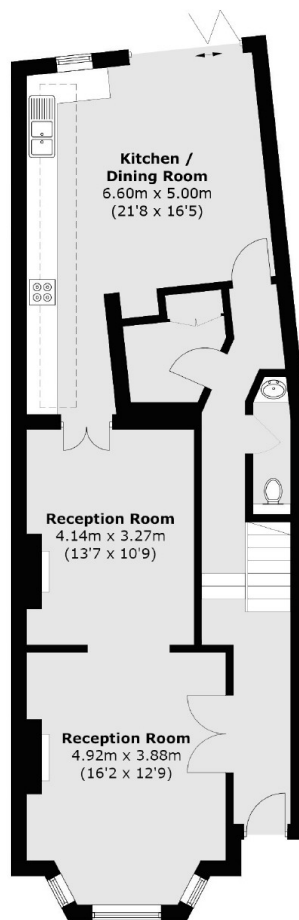 Kitchen /
Dining Room
6.60m x 5.00m
(21'8 x 16'5)
Reception Room
4.14m x 3.27m
(13'7 x 10'9)
Reception Room
4.92m x 3.88m
(16'2 x 12'9)